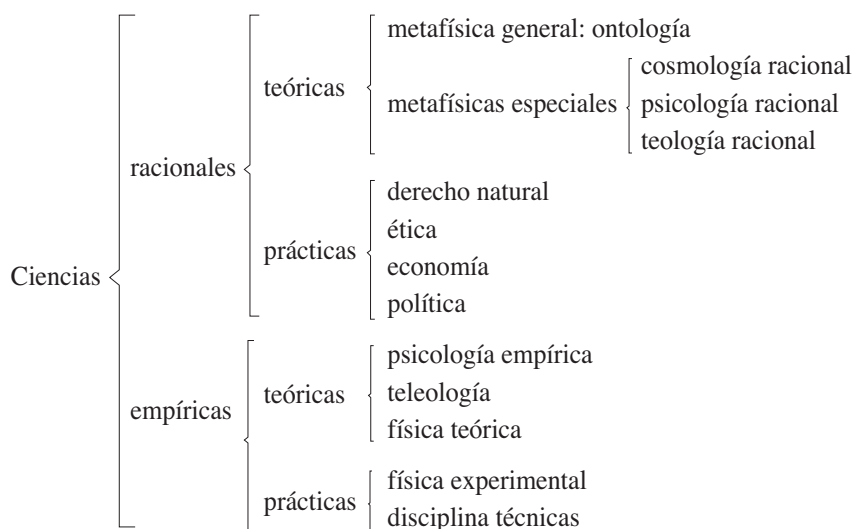 Ciencias
racionales
teóricas
metafísica general: ontología
metafísicas especiales
cosmología racional
psicología racional
teología racional
prácticas
derecho natural
ética
economía
política
empíricas
teóricas
psicología empírica
teleología
física teórica
prácticas
física experimental
disciplina técnicas